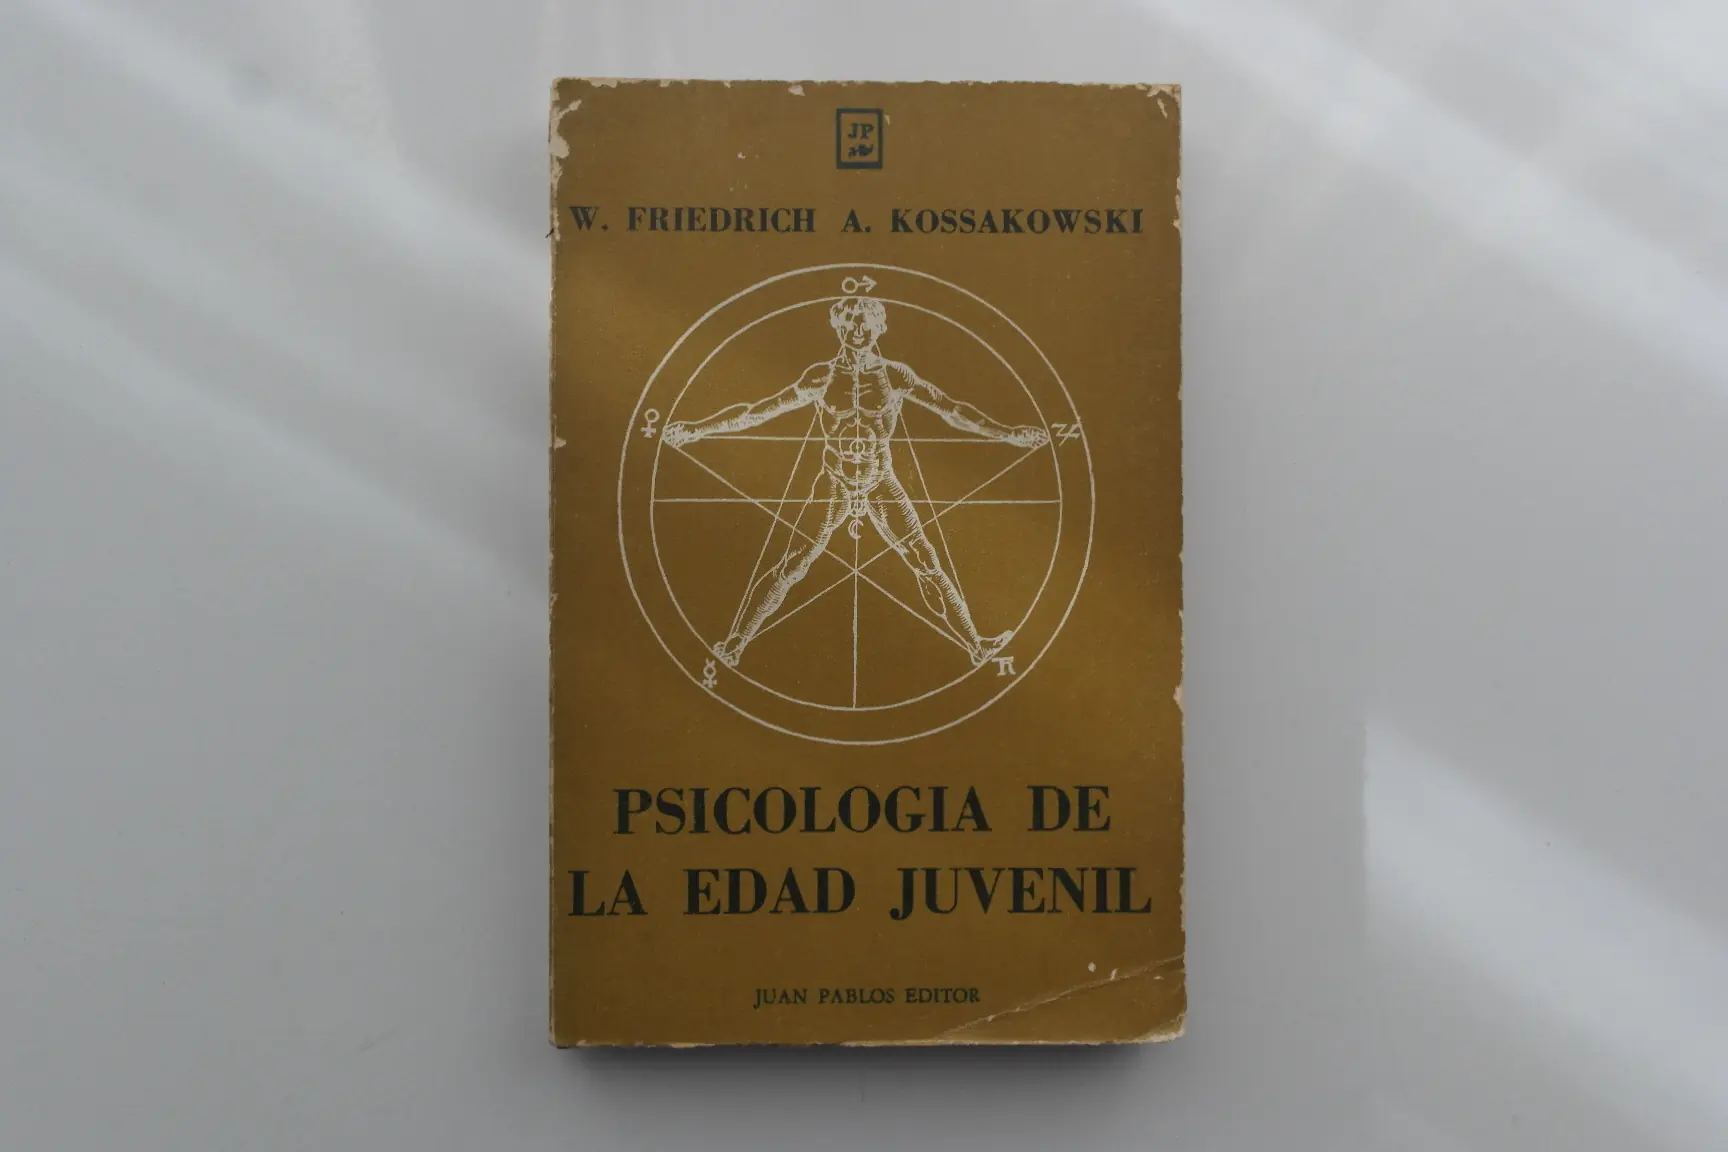 JP
W. FRIEDRICH A. KOSSAKOWSKI
PSICOLOGIA DE
LA EDAD JUVENIL
JUAN PABLOS EDITOR